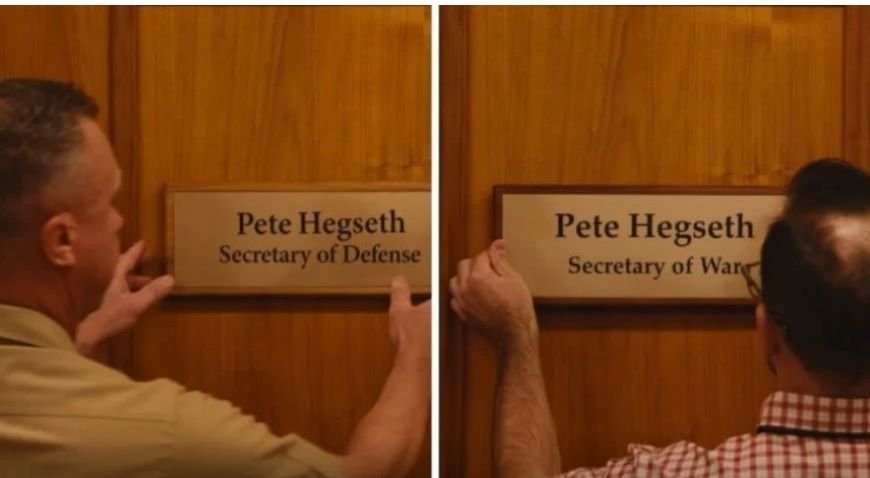 Pete Hegseth
Secretary of Defense
Pete Hegseth
Secretary of War